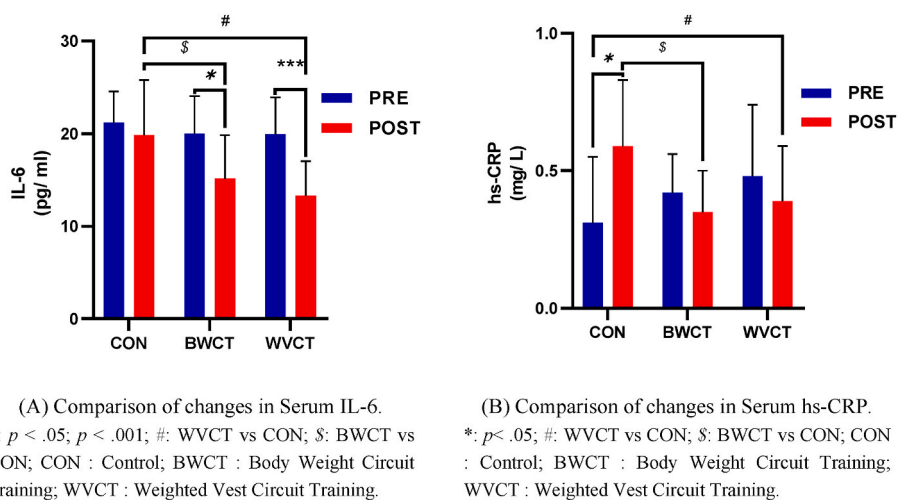 #
$
*
***
30
20
10
0
IL-6
(pg/ ml)
PRE
POST
CON BWCT WVCT
#
$
*
1.0
0.5
0.0
hs-CRP
(mg/ L)
PRE
POST
CON BWCT WVCT
(A) Comparison of changes in Serum IL-6.
: p < .05; p < .001; #: WVCT vs CON; $: BWCT vs
ON; CON : Control; BWCT : Body Weight Circuit
raining; WVCT : Weighted Vest Circuit Training.
(B) Comparison of changes in Serum hs-CRP.
*: p< .05; #: WVCT vs CON; $: BWCT vs CON; CON
: Control; BWCT : Body Weight Circuit Training;
WVCT : Weighted Vest Circuit Training.